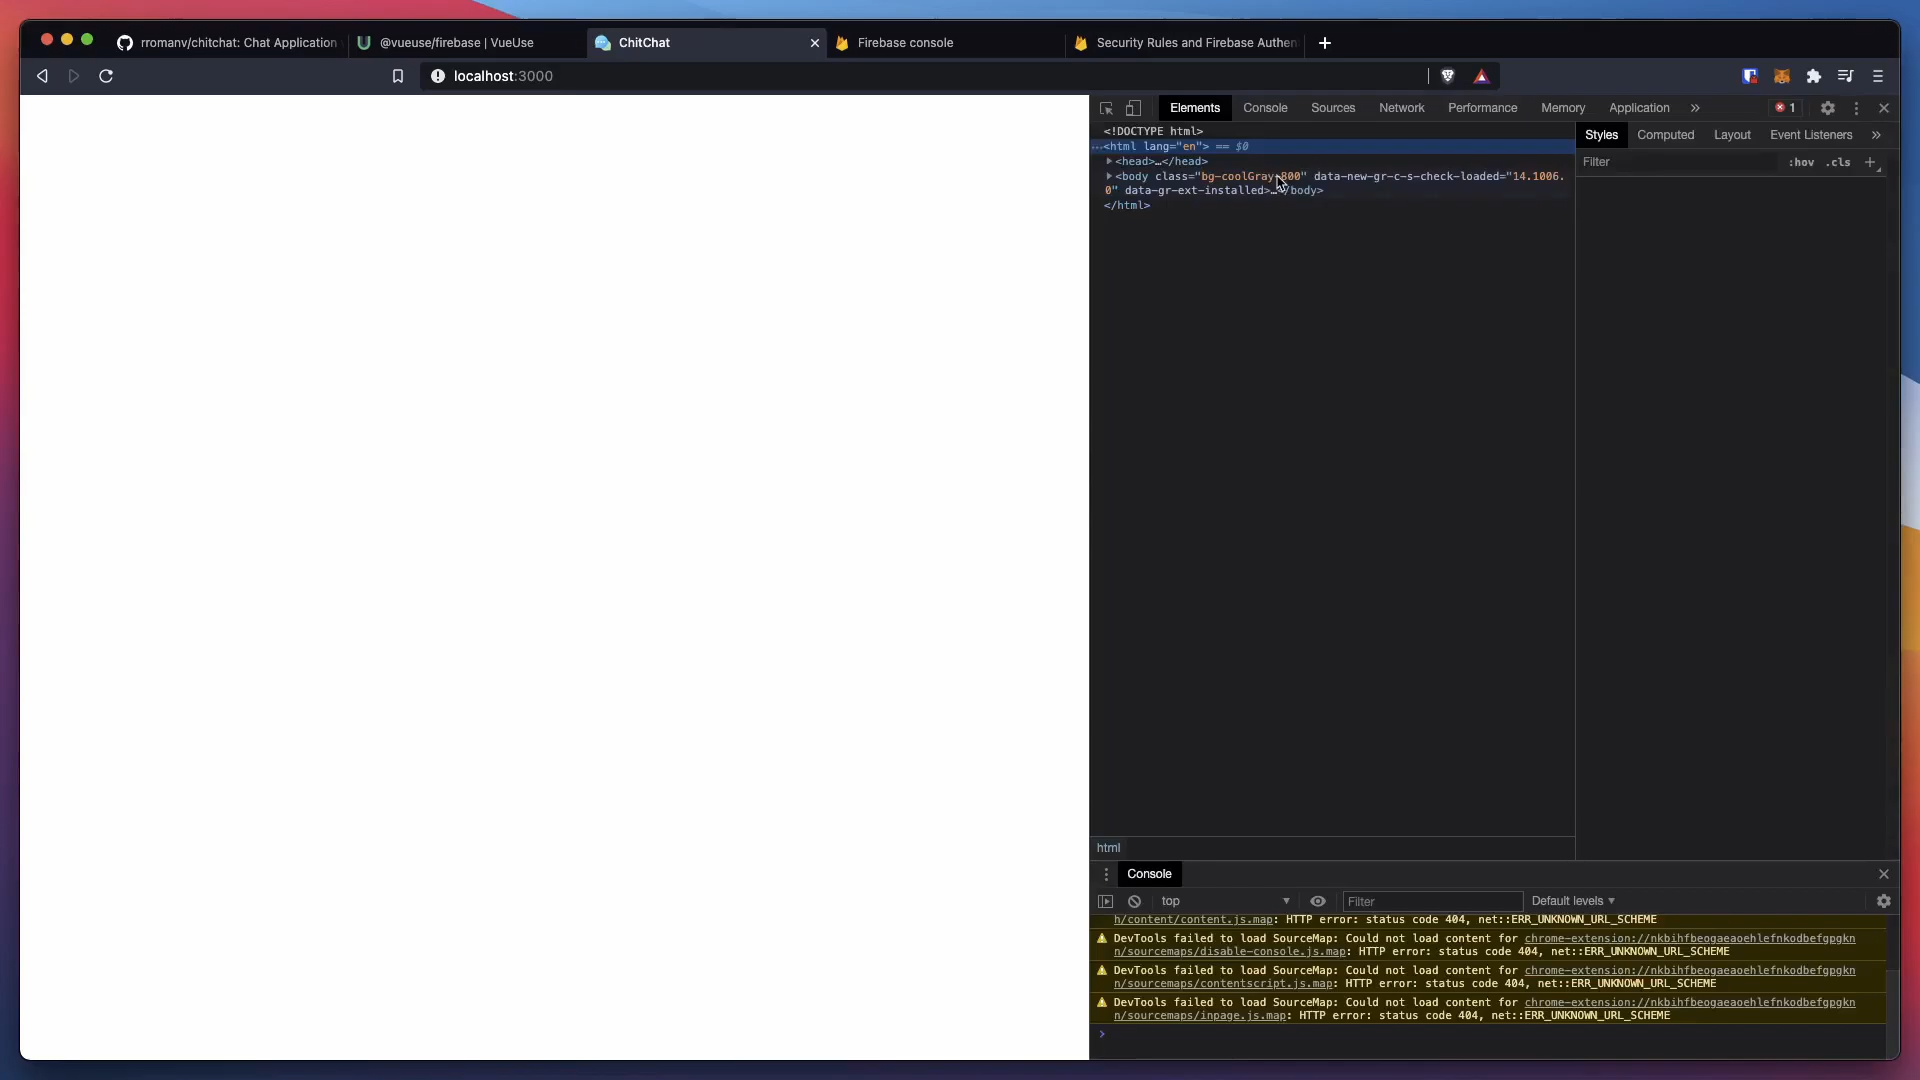 rromanv/chitchat: Chat Application
@vueuse/firebase | VueUse
ChitChat
Firebase console
Security Rules and Firebase Authen
localhost:3000
Elements
Console
Sources
Network
Performance
Memory
Application
1
<!DOCTYPE html>
<html lang="en"> == $0
<head>…</head>
<body class="bg-coolGray-800" data-new-gr-c-s-check-loaded="14.1006.
0" data-gr-ext-installed>…</body>
</html>
Styles
Computed
Layout
Event Listeners
Filter
:hov
.cls
html
Console
top
Filter
Default levels
h/content/content.js.map: HTTP error: status code 404, net::ERR_UNKNOWN_URL_SCHEME
DevTools failed to load SourceMap: Could not load content for chrome-extension://nkbihfbeogaeaoehlefnkodbefgpgkn
n/sourcemaps/disable-console.js.map: HTTP error: status code 404, net::ERR_UNKNOWN_URL_SCHEME
DevTools failed to load SourceMap: Could not load content for chrome-extension://nkbihfbeogaeaoehlefnkodbefgpgkn
n/sourcemaps/contentscript.js.map: HTTP error: status code 404, net::ERR_UNKNOWN_URL_SCHEME
DevTools failed to load SourceMap: Could not load content for chrome-extension://nkbihfbeogaeaoehlefnkodbefgpgkn
n/sourcemaps/inpage.js.map: HTTP error: status code 404, net::ERR_UNKNOWN_URL_SCHEME